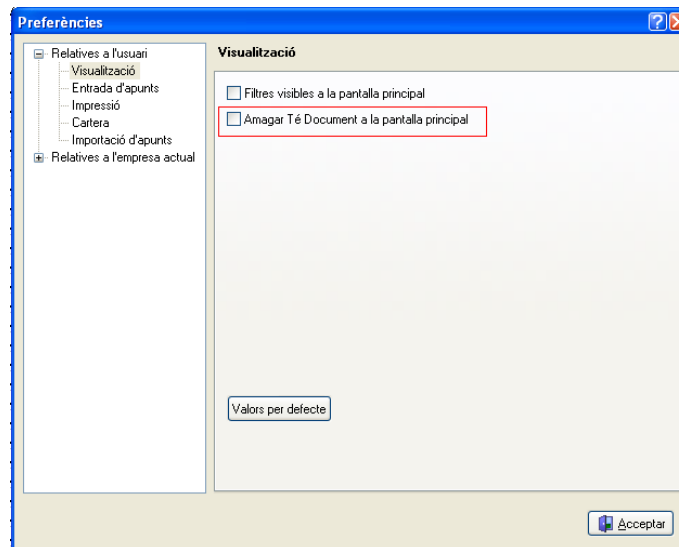 Preferències
Relatives a l'usuari
Visualització
Entrada d'apunts
Impressió
Cartera
Importació d'apunts
Relatives a l'empresa actual
Visualització
Filtres visibles a la pantalla principal
Amagar Té Document a la pantalla principal
Valors per defecte
Acceptar